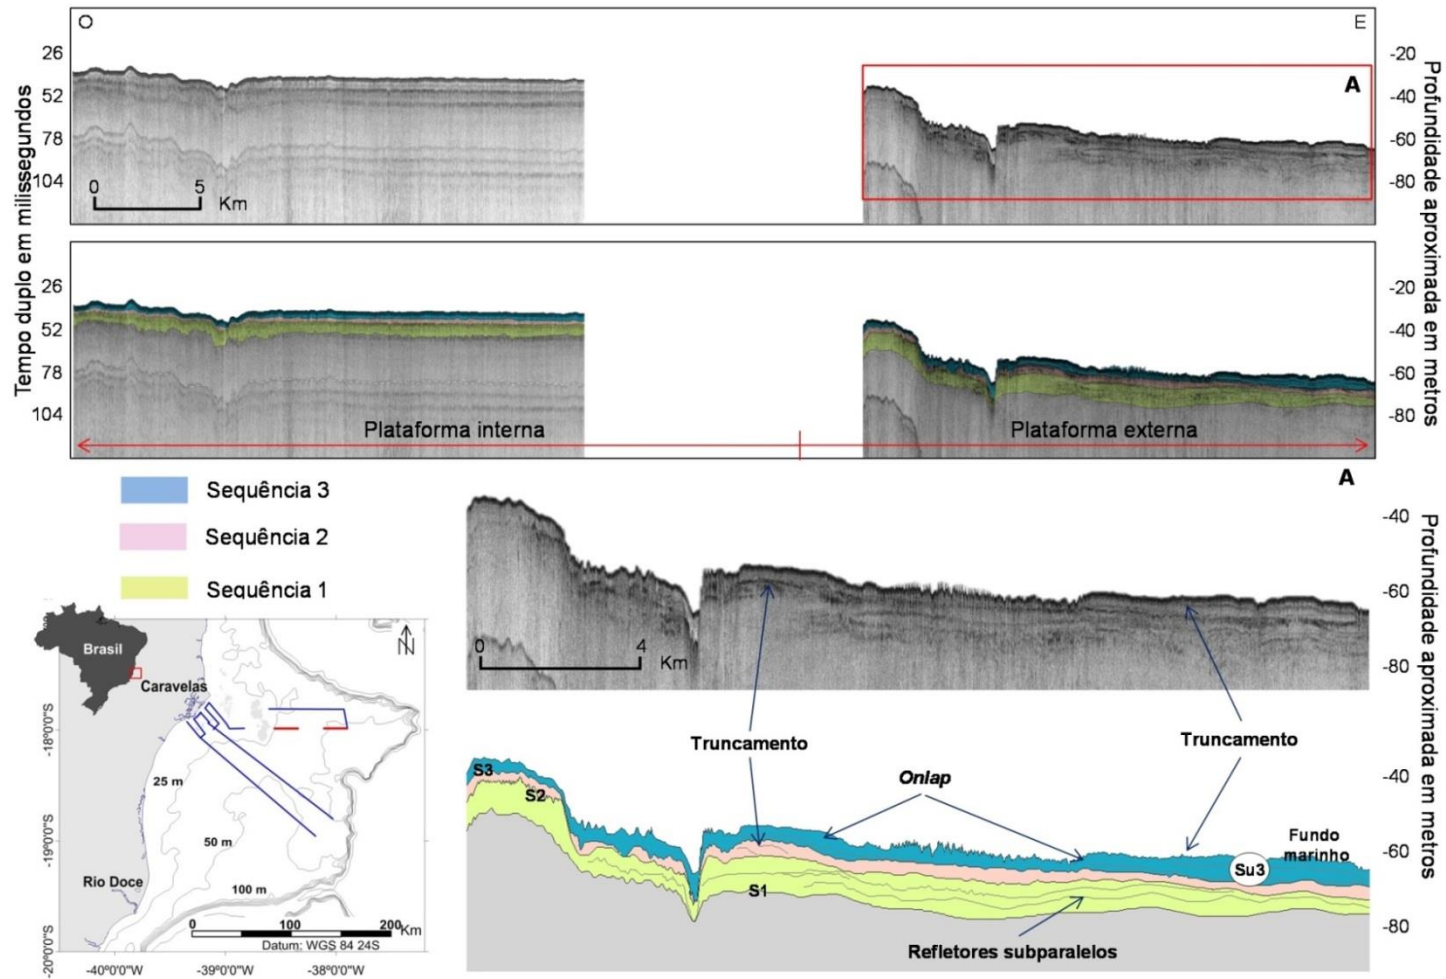 O
E
26
52
78
104
-20
-40
-60
-80
A
0 5
Km
Tempo duplo em milissegundos
Profundidade aproximada em metros
26
52
78
104
-20
-40
-60
-80
Plataforma interna
Plataforma externa
A
Sequência 3
Sequência 2
Sequência 1
-40
-60
-80
0 4
Km
Profundidade aproximada em metros
Truncamento
Truncamento
Onlap
-40
-60
-80
S3
S2
S1
Fundo
marinho
Su3
Refletores subparalelos
Brasil
N
Caravelas
25 m
50 m
100 m
Rio Doce
0 100 200 Km
Datum: WGS 84 24S
-18°0'0"S
-19°0'0"S
-20°0'0"S
-40°0'0"W
-39°0'0"W
-38°0'0"W